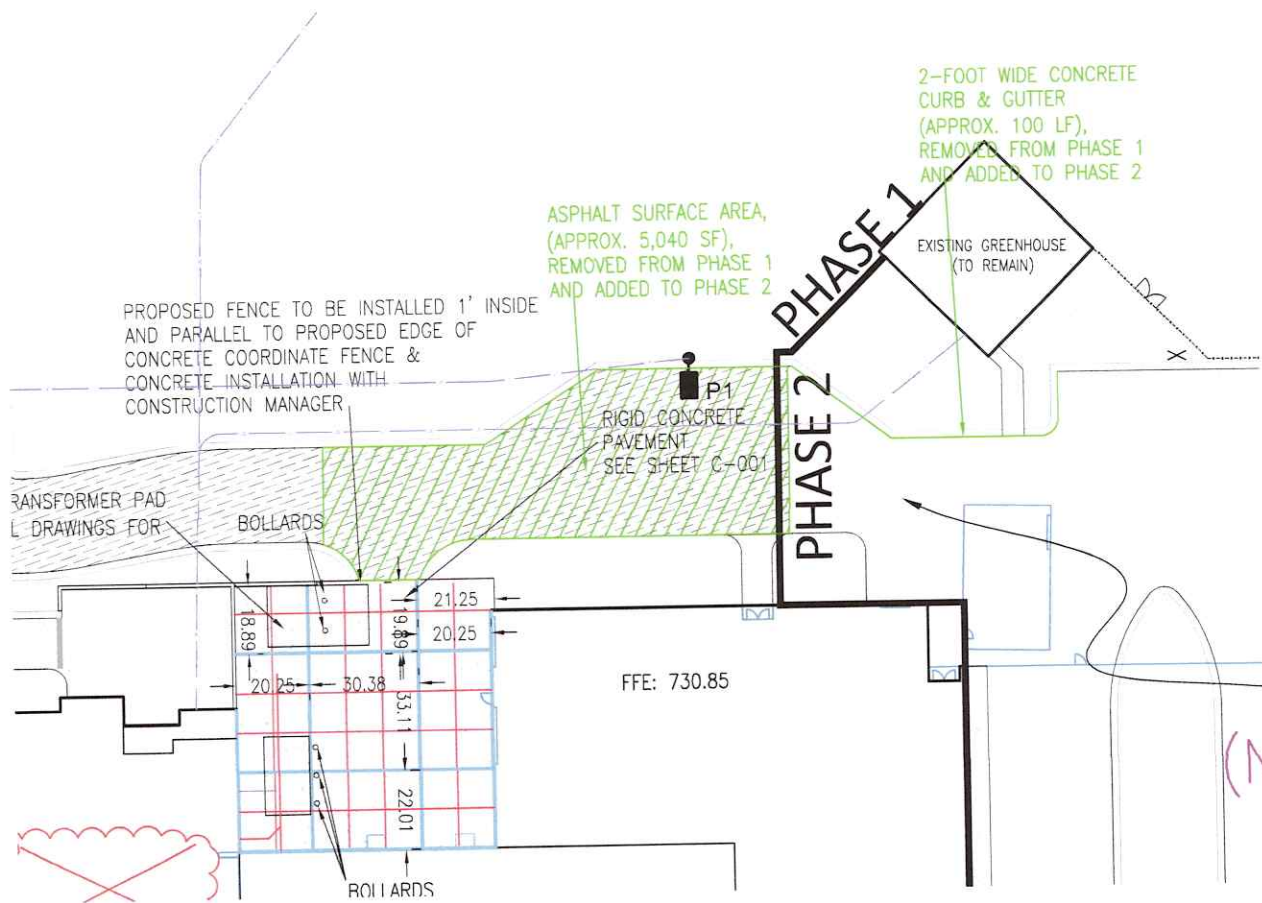 2-FOOT WIDE CONCRETE
CURB & GUTTER
(APPROX. 100 LF),
REMOVED FROM PHASE 1
AND ADDED TO PHASE 2
ASPHALT SURFACE AREA,
(APPROX. 5,040 SF),
REMOVED FROM PHASE 1
AND ADDED TO PHASE 2
PHASE 1
EXISTING GREENHOUSE
(TO REMAIN)
PROPOSED FENCE TO BE INSTALLED 1' INSIDE
AND PARALLEL TO PROPOSED EDGE OF
CONCRETE COORDINATE FENCE &
CONCRETE INSTALLATION WITH
CONSTRUCTION MANAGER
X
P1
RIGID CONCRETE
PAVEMENT
SEE SHEET C-001
PHASE 2
RANSFORMER PAD
L DRAWINGS FOR
BOLLARDS
21.25
18.89
19.89
20.25
20.25
30.38
33.11
FFE: 730.85
22.01
BOLLARDS